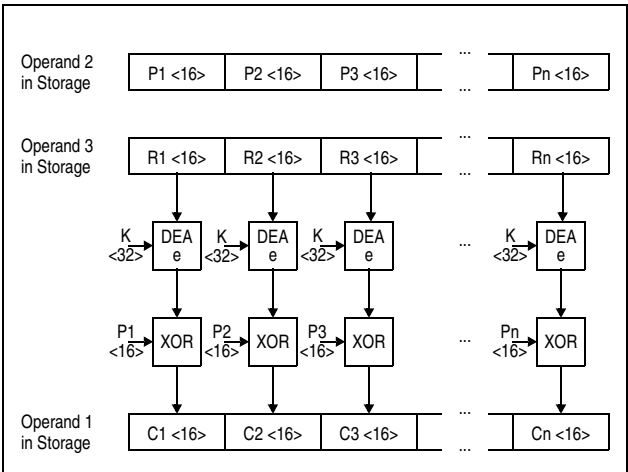 Operand 2
in Storage
P1 <16> P2 <16> P3 <16> ... Pn <16>
...
Operand 3
in Storage
R1 <16> R2 <16> R3 <16> ... Rn <16>
...
K
<32>
DEA
e
K
<32>
DEA
e
K
<32>
DEA
e
...
K
<32>
DEA
e
P1
<16>
XOR
P2
<16>
XOR
P3
<16>
XOR
...
Pn
<16>
XOR
Operand 1
in Storage
C1 <16> C2 <16> C3 <16> ... Cn <16>
...